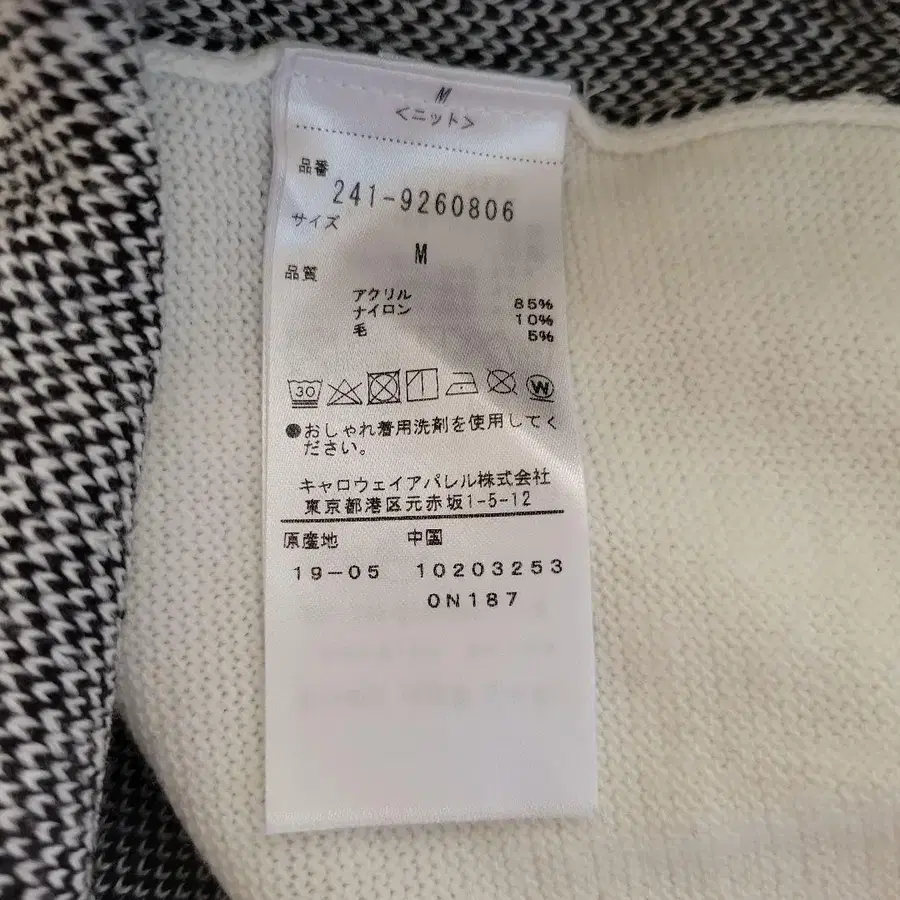 M
<ニット>
品番
241-9260806
サイズ
M
品質
アクリル 85%
ナイロン 10%
毛 5%
30 W
●おしゃれ着用洗剤を使用してく
ださい。
キャロウェイアパレル株式会社
東京都港区元赤坂1-5-12
原産地 中国
19-05 10203253
0N187